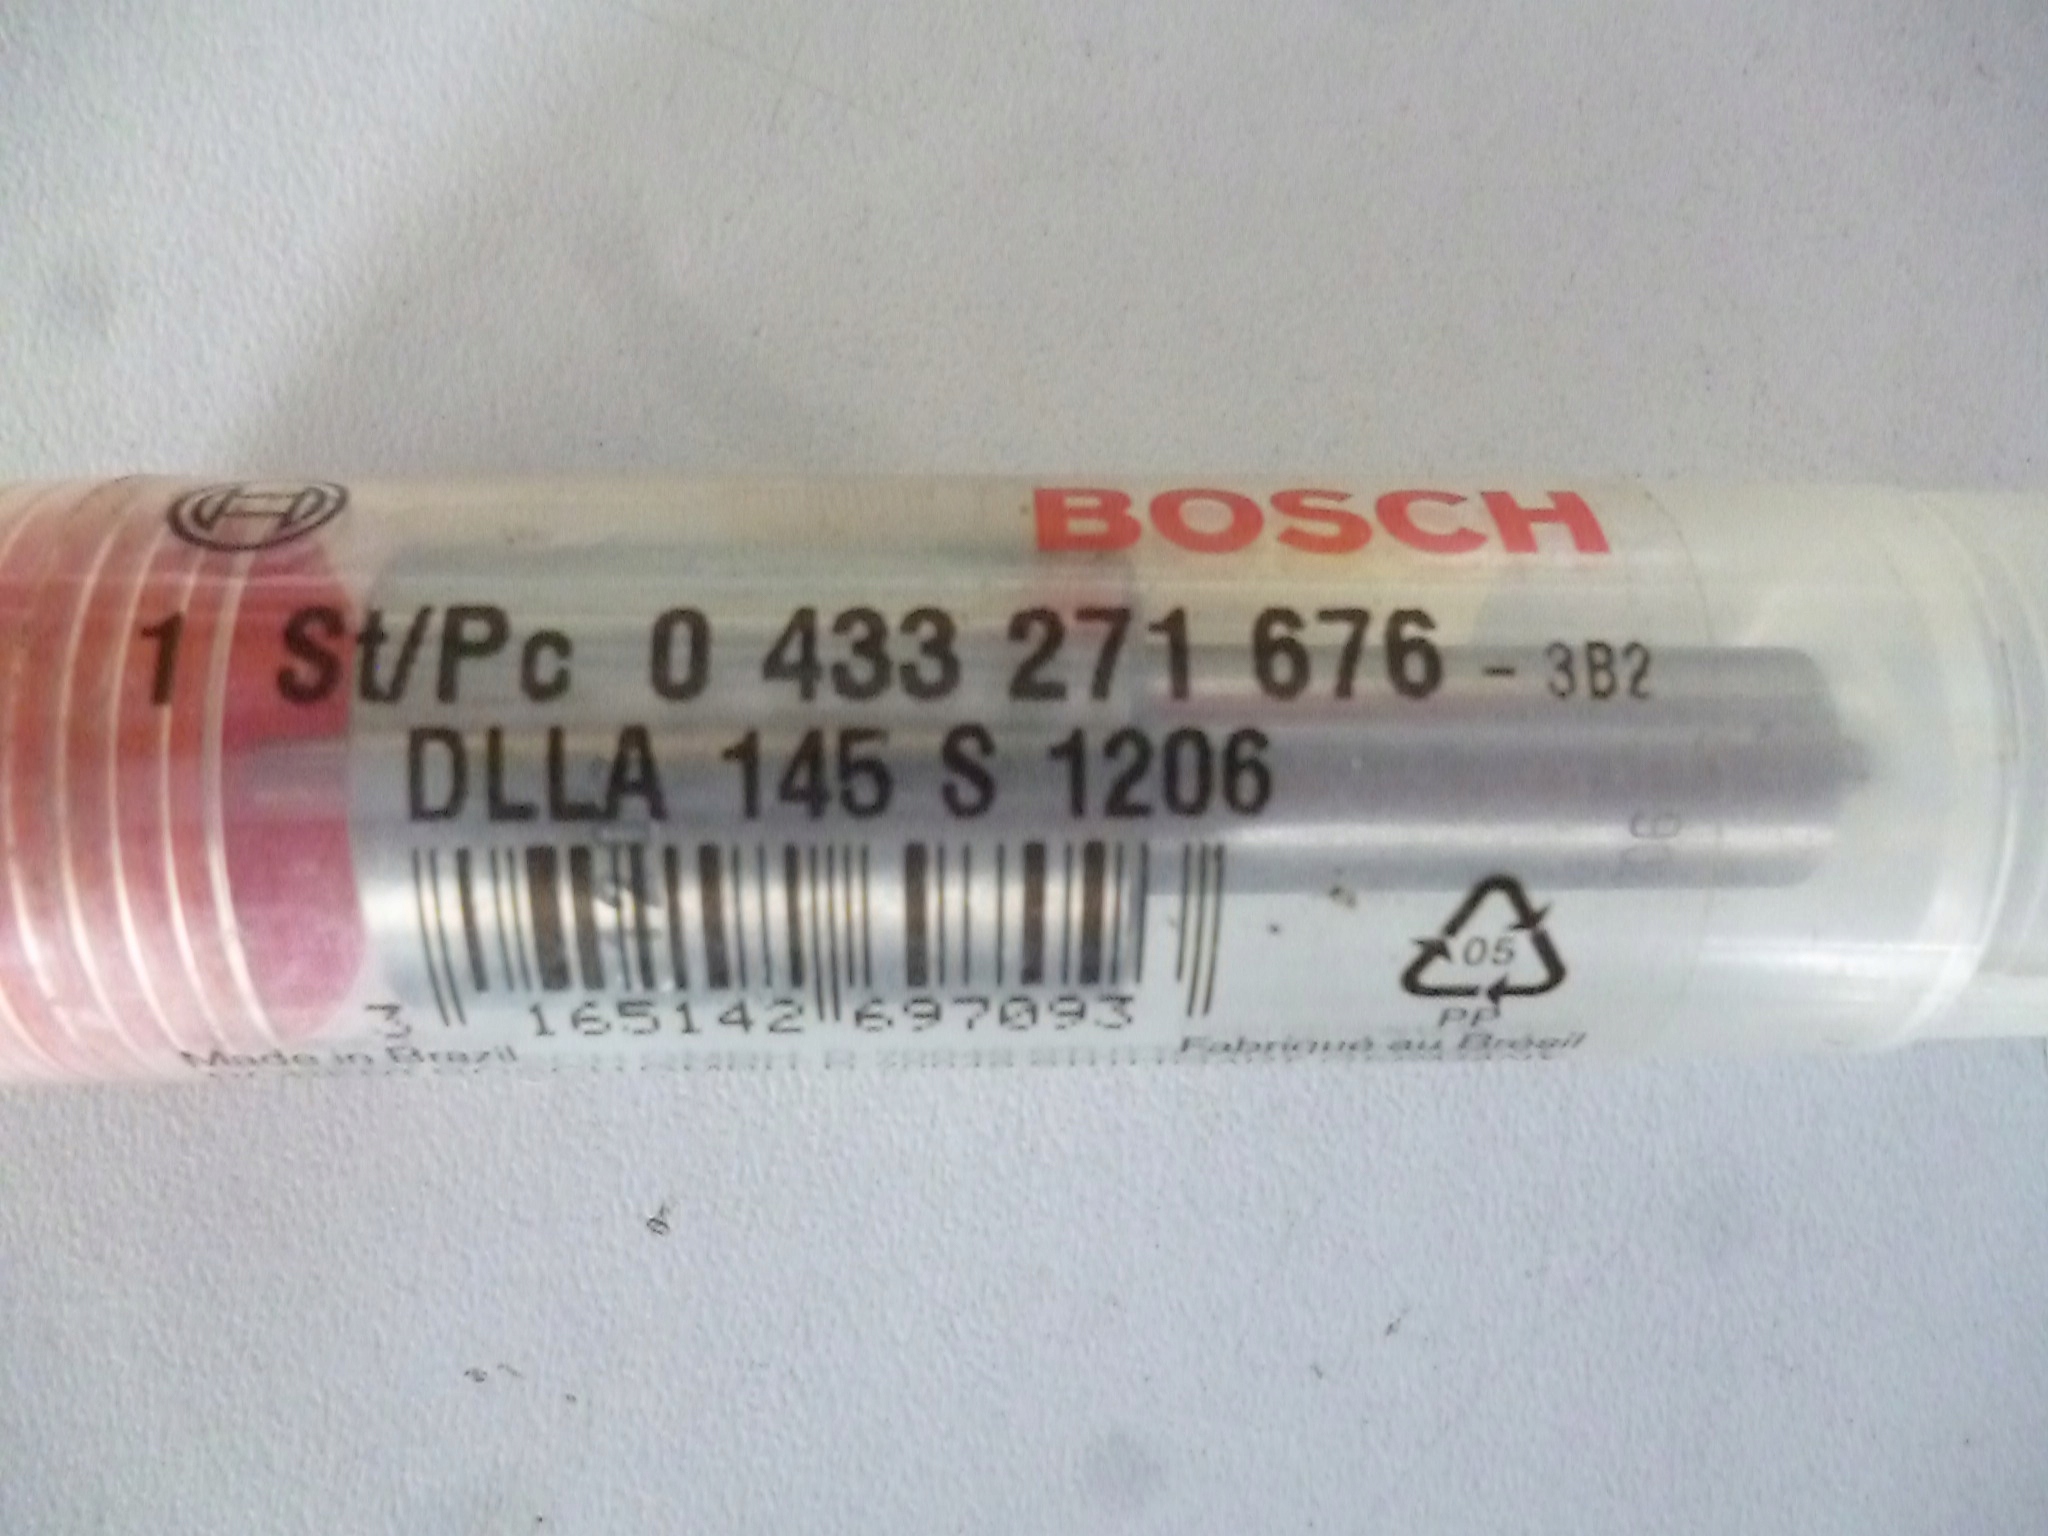 BOSCH
1 St/Pc 0 433 271 676 - 3B2
DLLA 145 S 1206
3 165142 697093
05
PP
Made in Brazil
Fabriqué au Brésil